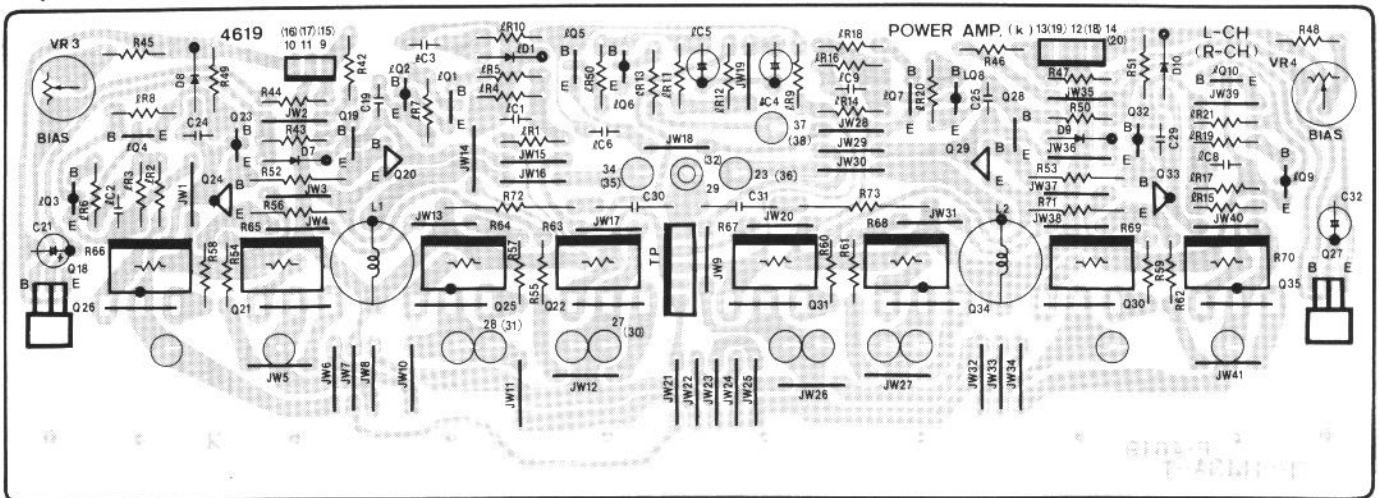 4619
POWER AMP. (k)
L-CH
(R-CH)
(16) (17) (15)
10 11 9
13(19) 12(18) 14
(20)
VR3
R45
D8
R49
R42
ℓC3
ℓR10
ℓD1
ℓQ5
ℓC5
ℓR18
R46
R47
R51
D10
R48
VR4
B
E
ℓQ2
ℓQ1
ℓR5
ℓR4
ℓR50
ℓQ6
ℓR13
ℓR11
ℓR12
JW19
ℓC4
ℓR9
ℓR16
ℓC9
ℓR14
ℓQ7
ℓR20
LQ8
C25
Q28
JW35
R50
Q32
C29
ℓQ10
JW39
BIAS
ℓR8
C24
R44
JW2
R43
Q23
D7
Q19
C19
ℓR7
ℓC1
ℓR1
ℓC6
JW18
37
(38)
JW28
JW29
JW30
D9
JW36
ℓR21
ℓR19
ℓC8
BIAS
ℓQ4
R52
JW3
Q20
JW14
JW15
JW16
34
(35)
(32)
29
23 (36)
Q29
R53
JW37
Q33
ℓR17
ℓR15
ℓQ9
ℓQ3
ℓR6
ℓC2
ℓR3
ℓR2
JW1
Q24
R56
JW4
L1
R72
C30
C31
R73
L2
R71
JW38
JW40
C32
C21
R66
R58
R54
R65
JW13
R64
R57
R63
JW17
TP
R67
JW9
JW20
R60
R61
R68
JW31
R69
R59
R62
R70
Q18
B
E
Q26
Q21
Q25
R55
Q22
Q31
Q34
Q30
Q35
Q27
B
E
28 (31)
27
(30)
JW5
JW6
JW7
JW8
JW10
JW11
JW12
JW21
JW22
JW23
JW24
JW25
JW26
JW27
JW32
JW33
JW34
JW41